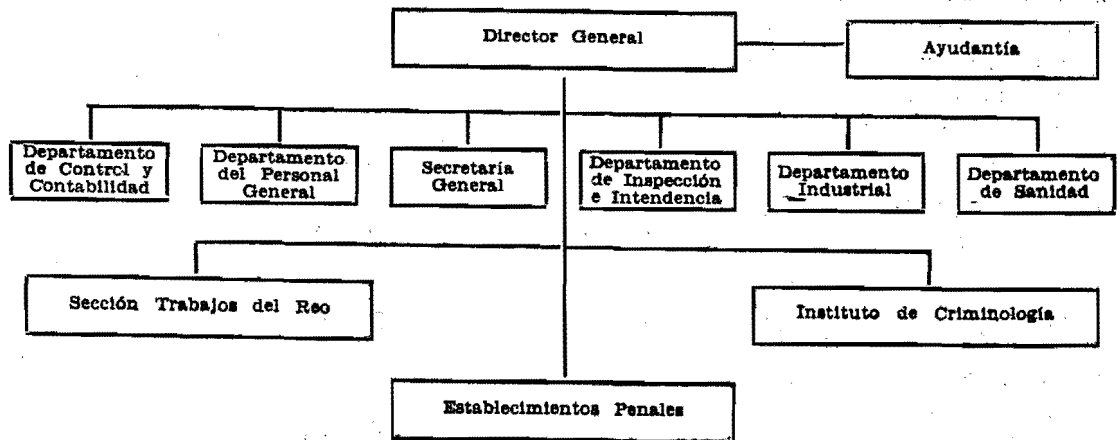 Director General
Ayudantía
Departamento
de Control y
Contabilidad
Departamento
del Personal
General
Secretaría
General
Departamento
de Inspección
e Intendencia
Departamento
Industrial
Departamento
de Sanidad
Sección Trabajos del Reo
Instituto de Criminología
Establecimientos Penales